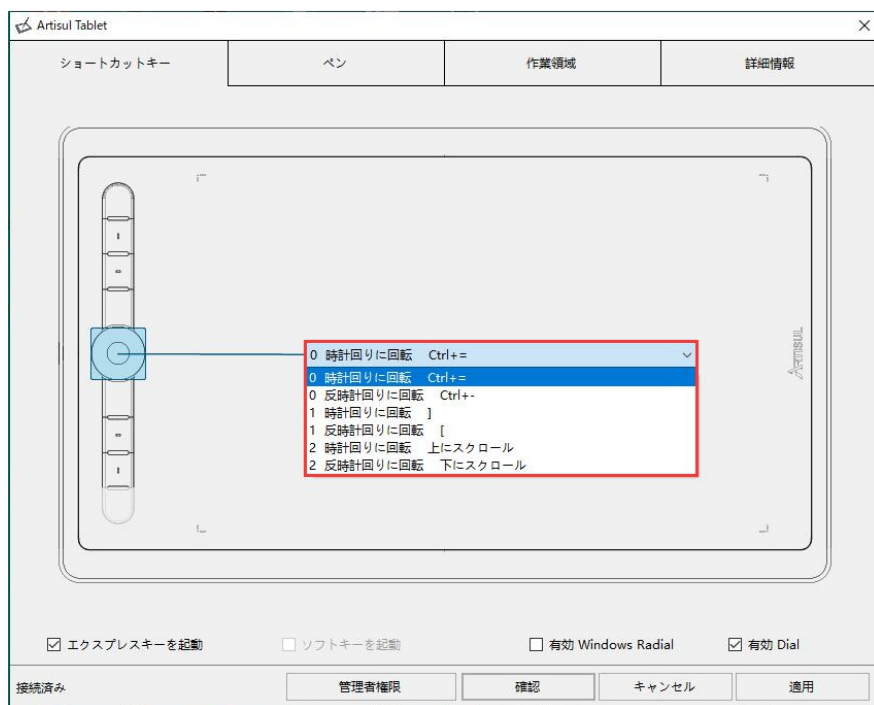 Artisul Tablet
ショートカットキー
ペン
作業領域
詳細情報
ARTISUL
0 時計回りに回転 Ctrl+=
0 時計回りに回転 Ctrl+=
0 反時計回りに回転 Ctrl+-
1 時計回りに回転 ]
1 反時計回りに回転 [
2 時計回りに回転 上にスクロール
2 反時計回りに回転 下にスクロール
エクスプレスキーを起動
ソフトキーを起動
有効 Windows Radial
有効 Dial
接続済み
管理者権限
確認
キャンセル
適用